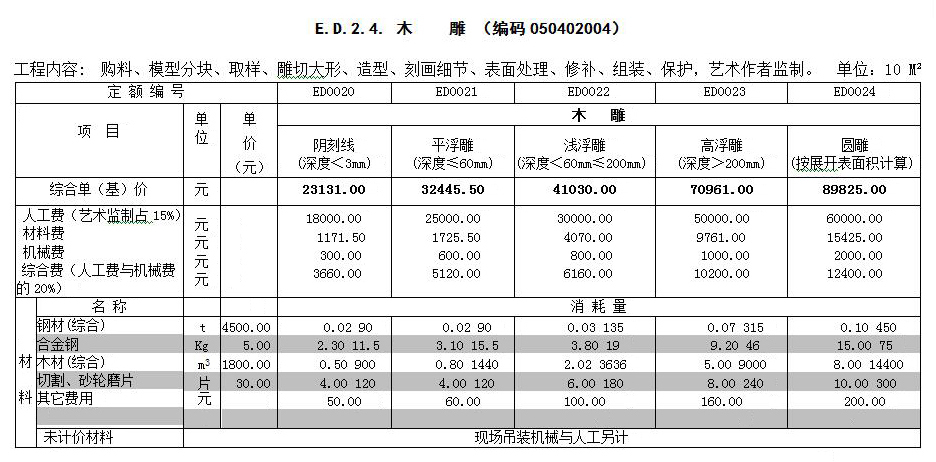 E.D.2.4. 木 雕 （编码 050402004）
工程内容: 购料、模型分块、取样、雕切大形、造型、刻画细节、表面处理、修补、组装、保护，艺术作者监制。 单位：10 M²
定 额 编 号 ED0020 ED0021 ED0022 ED0023 ED0024
项 目 单位 单价(元) 木 雕
阴刻线 平浮雕 浅浮雕 高浮雕 圆雕
(深度＜3mm) (深度≤60mm) (深度＜60mm≤200mm) (深度＞200mm) (按展开表面积计算)
综合单（基）价 元 23131.00 32445.50 41030.00 70961.00 89825.00
人工费（艺术监制占 15%） 元 18000.00 25000.00 30000.00 50000.00 60000.00
材料费 元 1171.50 1725.50 4070.00 9761.00 15425.00
机械费 元 300.00 600.00 800.00 1000.00 2000.00
综合费（人工费与机械费 元 3660.00 5120.00 6160.00 10200.00 12400.00
的 20%）
材料 名 称 消 耗 量
钢材(综合) t 4500.00 0.02 90 0.02 90 0.03 135 0.07 315 0.10 450
合金钢 Kg 5.00 2.30 11.5 3.10 15.5 3.80 19 9.20 46 15.00 75
木材(综合) m³ 1800.00 0.50 900 0.80 1440 2.02 3636 5.00 9000 8.00 14400
切割、砂轮磨片 片 30.00 4.00 120 4.00 120 6.00 180 8.00 240 10.00 300
其它费用 元 50.00 60.00 100.00 160.00 200.00
未计价材料 现场吊装机械与人工另计